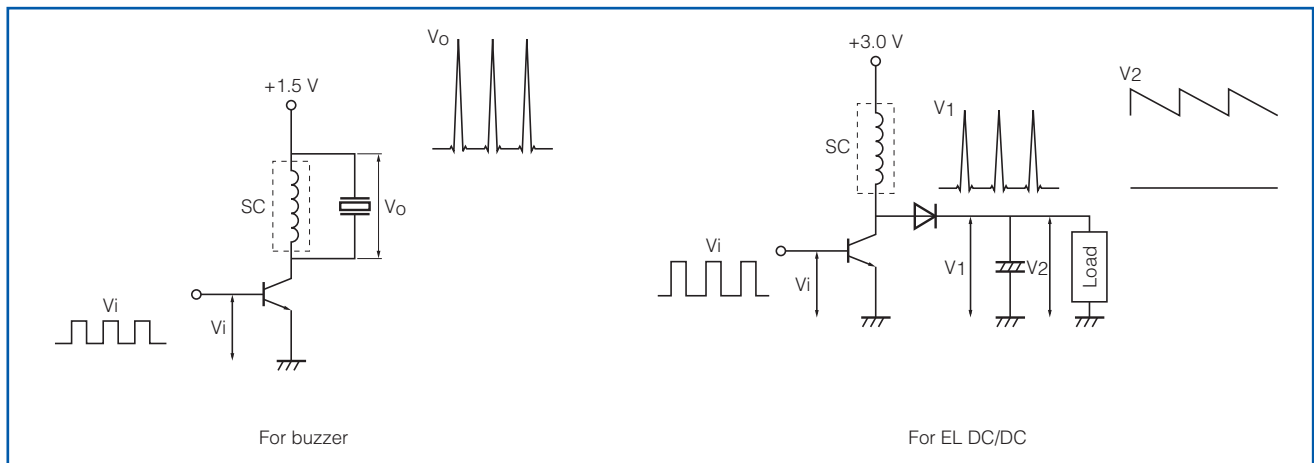 Vo
+1.5 V
SC
Vo
Vi
Vi
For buzzer
+3.0 V
V2
V1
SC
Vi
Vi
V1
V2
Load
For EL DC/DC